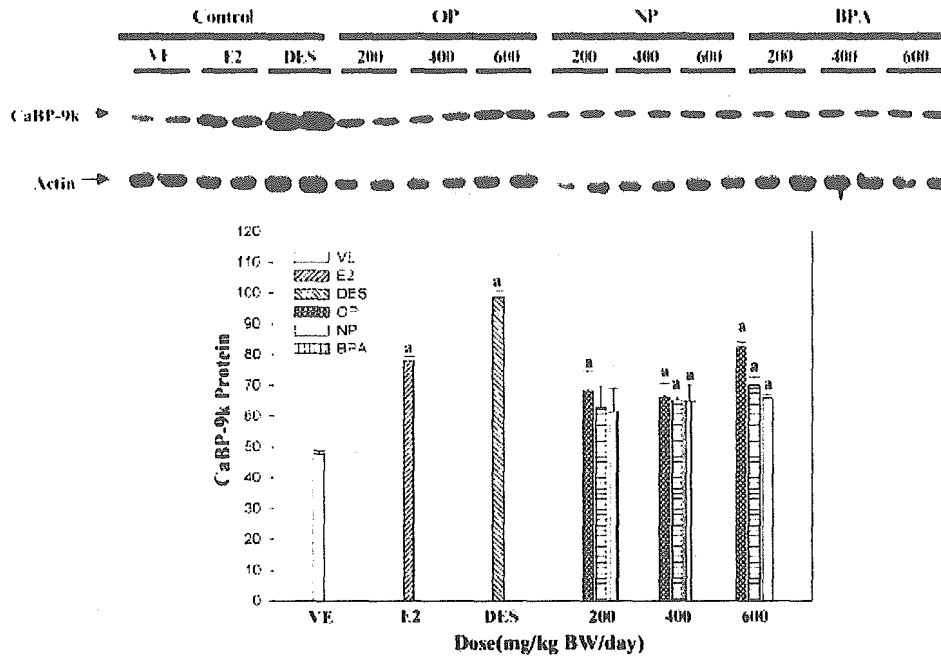 Control OP NP BPA
VE E2 DES 200 400 600 200 400 600 200 400 600
CaBP-9k
Actin
120
110
100
90
80
70
60
50
40
30
20
10
0
CaBP-9k Protein
VE
E2
DES
OP
NP
BPA
a a a a a a a a a
VE E2 DES 200 400 600
Dose(mg/kg BW/day)